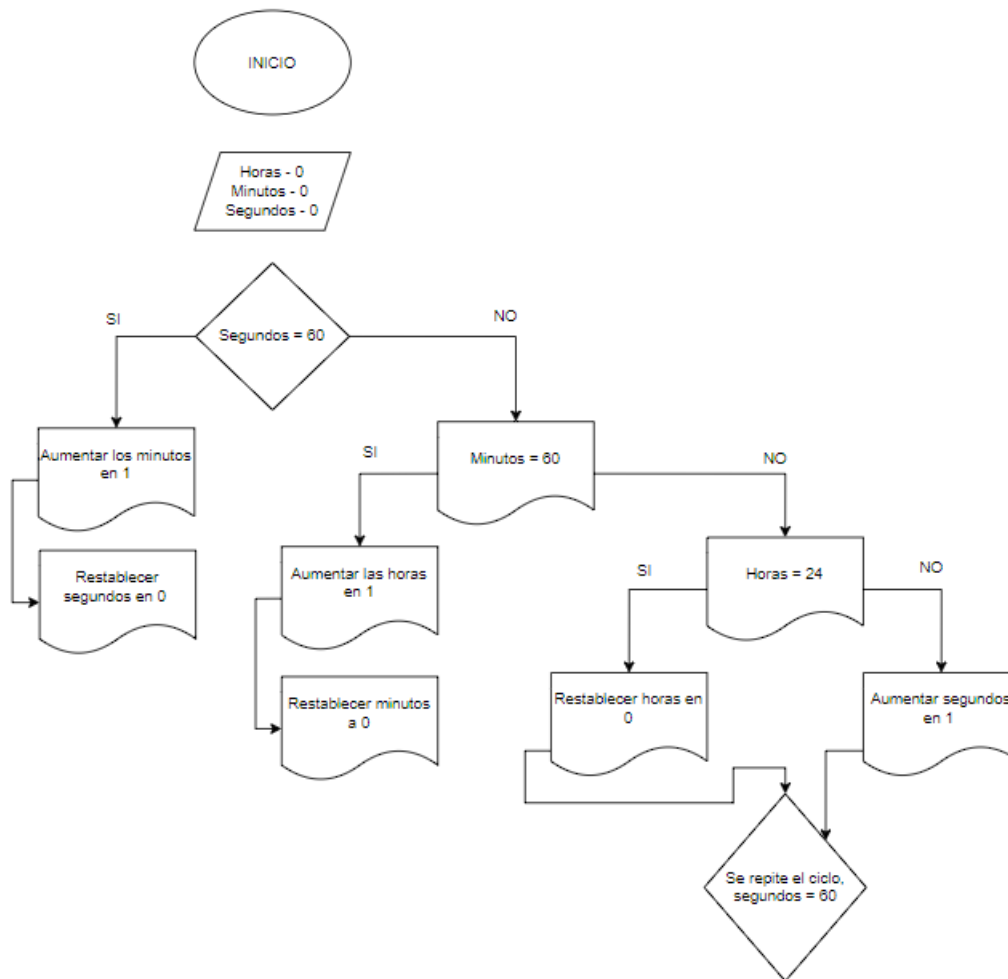 INICIO
Horas - 0
Minutos - 0
Segundos - 0
Segundos = 60
SI
NO
Aumentar los minutos
en 1
Restablecer
segundos en 0
Minutos = 60
SI
NO
Aumentar las horas
en 1
Restablecer minutos
a 0
Horas = 24
SI
NO
Restablecer horas en
0
Aumentar segundos
en 1
Se repite el ciclo,
segundos = 60